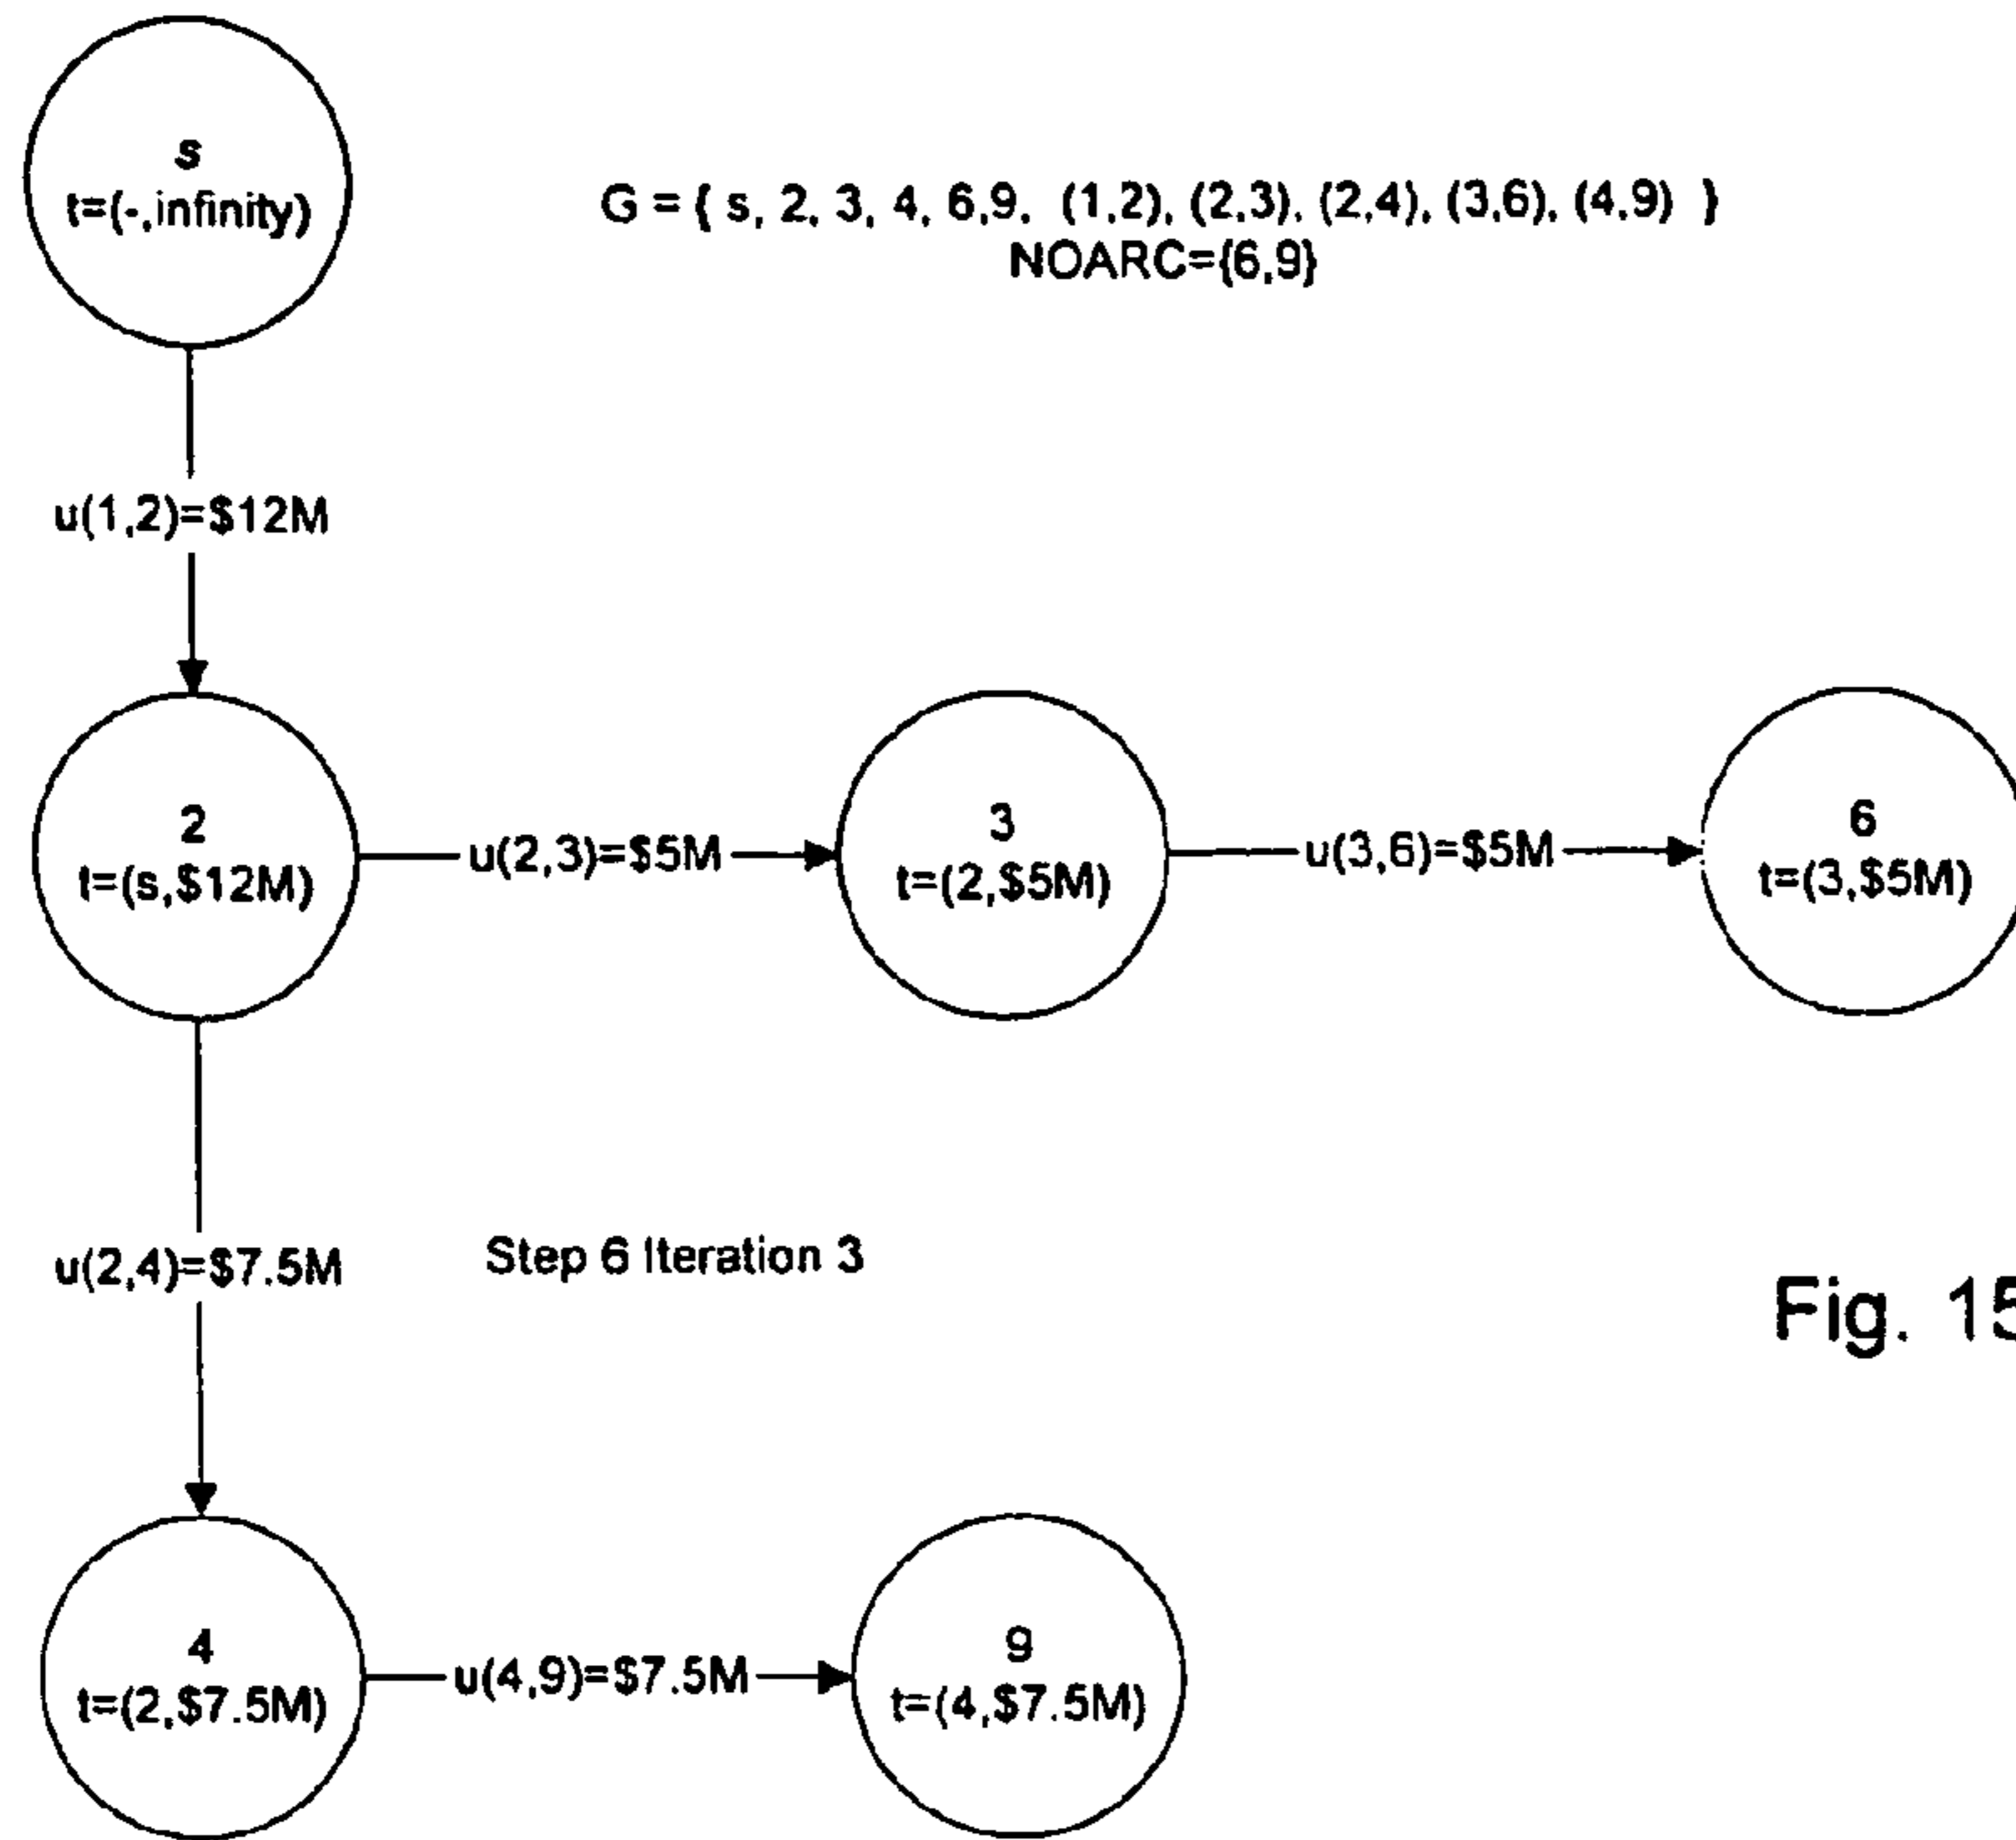 s
t=(-,infinity)
G = { s, 2, 3, 4, 6,9, (1,2), (2,3), (2,4), (3,6), (4,9) }
NOARC={6,9}
u(1,2)=$12M
2
t=(s,$12M)
u(2,3)=$5M
3
t=(2,$5M)
u(3,6)=$5M
6
t=(3,$5M)
u(2,4)=$7.5M
Step 6 Iteration 3
Fig. 15
4
t=(2,$7.5M)
u(4,9)=$7.5M
9
t=(4,$7.5M)